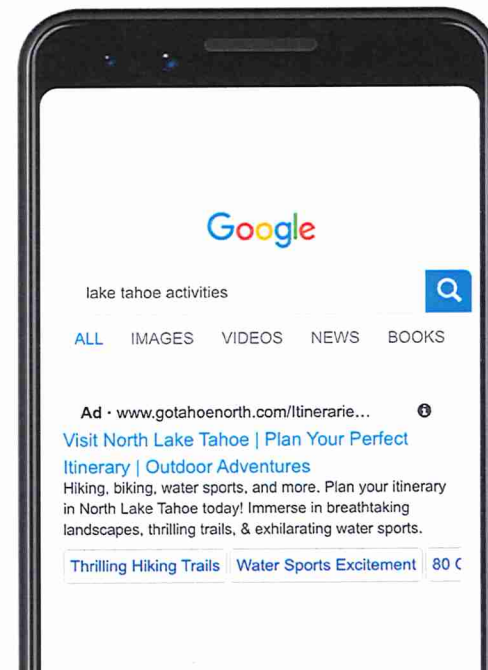 Google
lake tahoe activities
ALL IMAGES VIDEOS NEWS BOOKS
Ad · www.gotahoenorth.com/Itinerarie...
Visit North Lake Tahoe | Plan Your Perfect
Itinerary | Outdoor Adventures
Hiking, biking, water sports, and more. Plan your itinerary
in North Lake Tahoe today! Immerse in breathtaking
landscapes, thrilling trails, & exhilarating water sports.
Thrilling Hiking Trails Water Sports Excitement 80